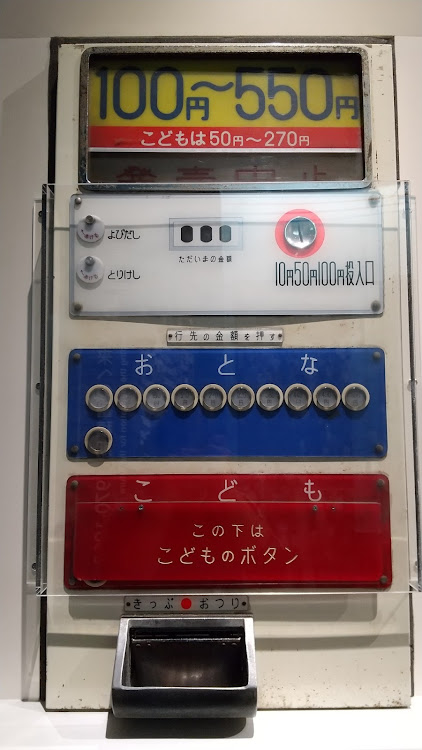 100円～550円
こどもは50円～270円
発売中止
よびだし
ただいまの金額
とりけし
10円50円100円投入口
行先の金額を押す
おとな
こども
この下は
こどものボタン
きっぷ●おつり